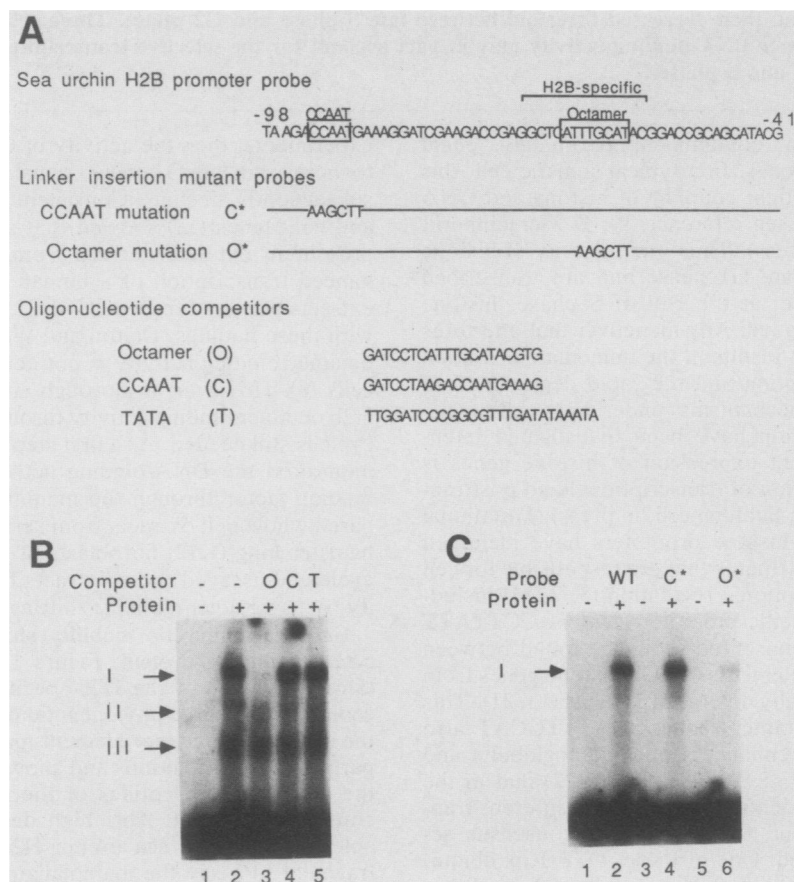 A
Sea urchin H2B promoter probe
H2B-specific
-98 CCAAT Octamer -41
TAAGACCAATGAAAGGATCGAAGACCGAGGCTCATTTGCATACGGACCGCAGCATACG
Linker insertion mutant probes
CCAAT mutation C* AAGCTT
Octamer mutation O* AAGCTT
Oligonucleotide competitors
Octamer (O) GATCCTCATTTGCATACGTG
CCAAT (C) GATCCTAAGACCAATGAAAG
TATA (T) TTGGATCCCGGCGTTTGATATAAATA
B
Competitor - - O C T
Protein - + + + +
I
II
III
1 2 3 4 5
C
Probe WT C* O*
Protein - + - + - +
I
1 2 3 4 5 6